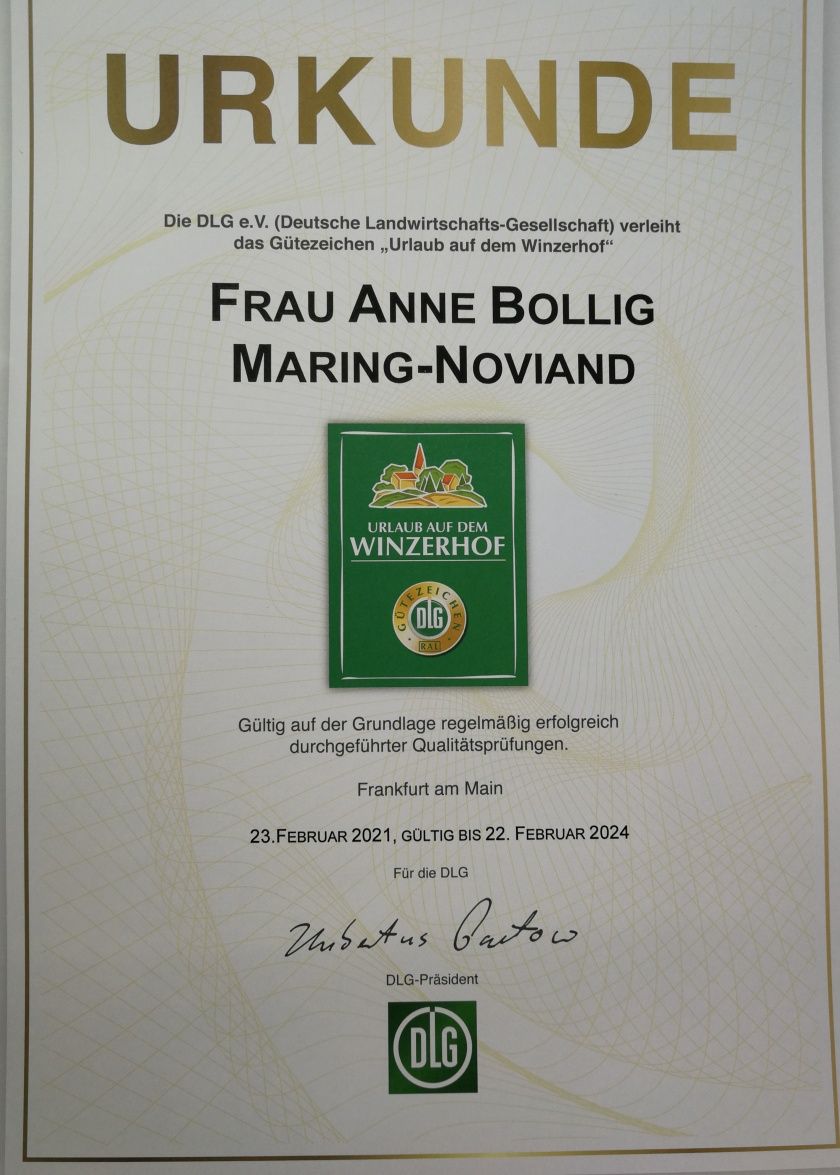 URKUNDE
Die DLG e.V. (Deutsche Landwirtschafts-Gesellschaft) verleiht
das Gütezeichen „Urlaub auf dem Winzerhof“
FRAU ANNE BOLLIG
MARING-NOVIAND
URLAUB AUF DEM
WINZERHOF
GÜTEZEICHEN
DLG
RAL
Gültig auf der Grundlage regelmäßig erfolgreich
durchgeführter Qualitätsprüfungen.
Frankfurt am Main
23.FEBRUAR 2021, GÜLTIG BIS 22. FEBRUAR 2024
Für die DLG
Hubertus Paetow
DLG-Präsident
DLG